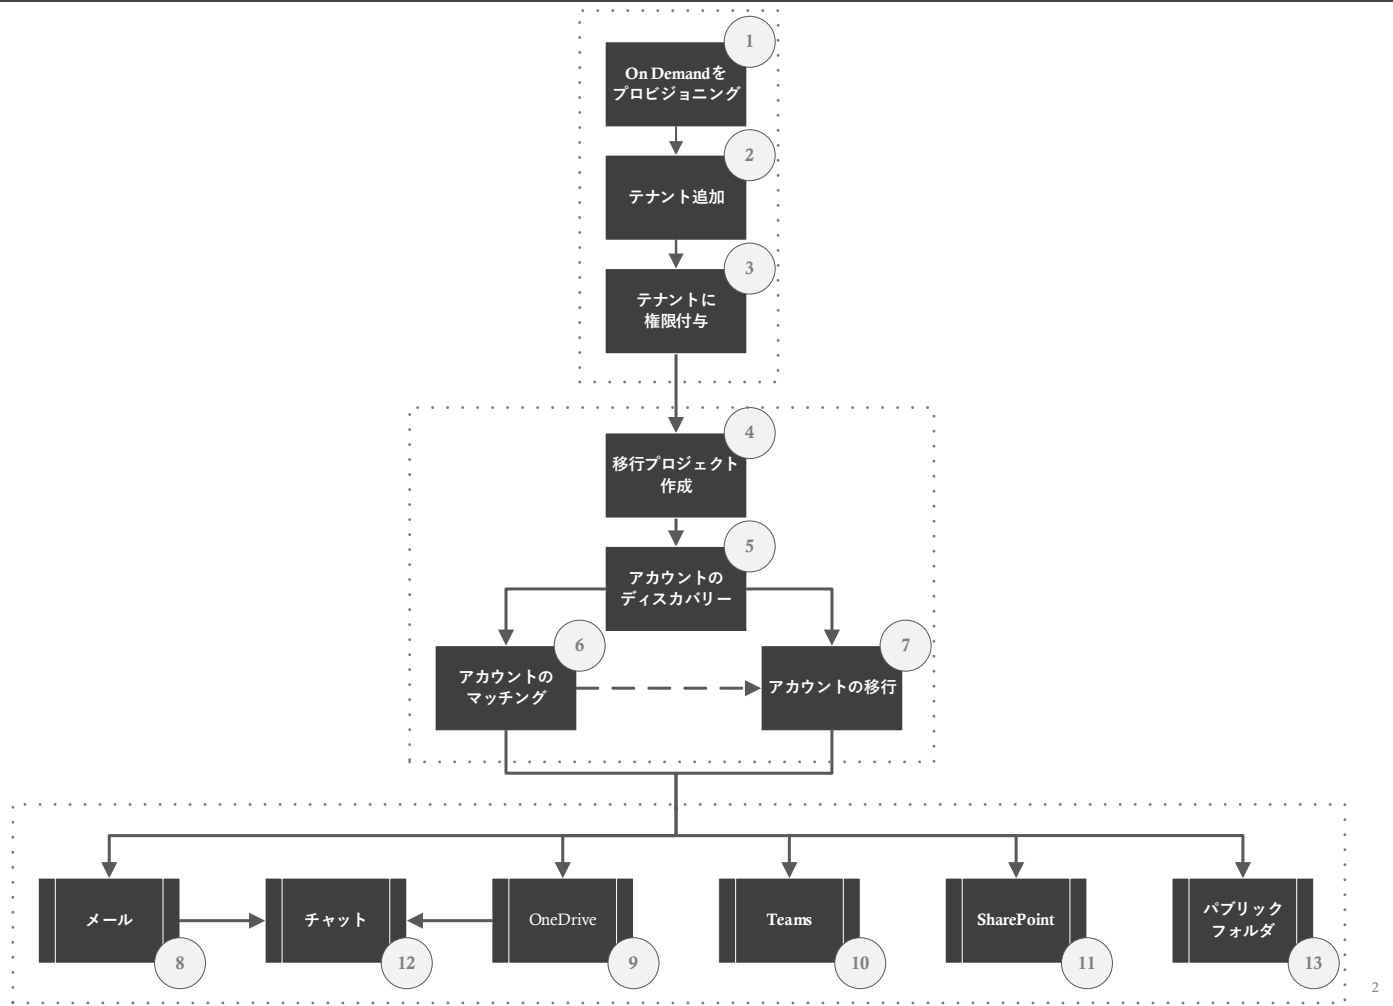 1
On Demandを
プロビジョニング
2
テナント追加
3
テナントに
権限付与
4
移行プロジェクト
作成
5
アカウントの
ディスカバリー
6
アカウントの
マッチング
7
アカウントの移行
メール
8
チャット
12
OneDrive
9
Teams
10
SharePoint
11
パブリック
フォルダ
13
2